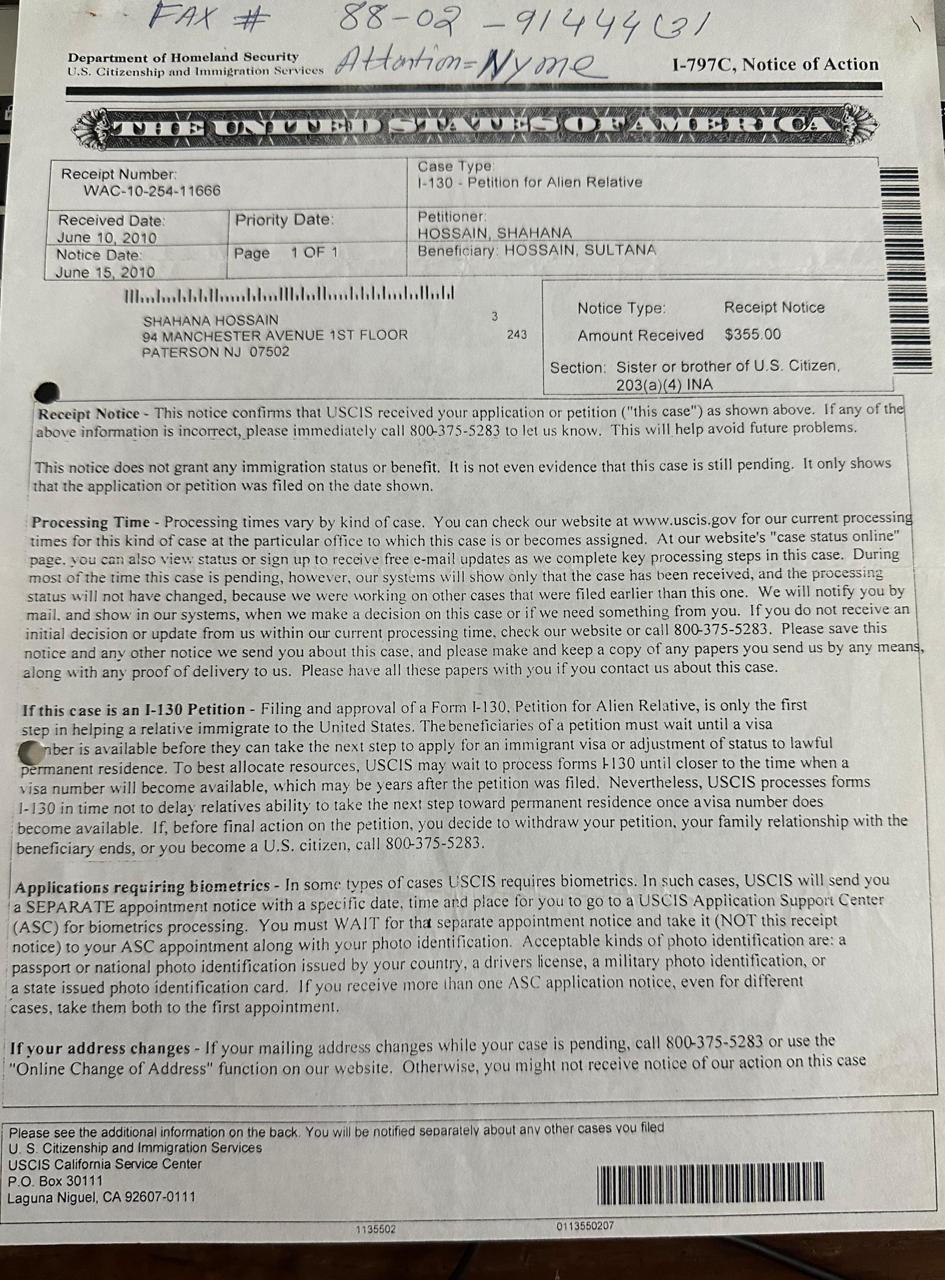 FAX # 88-02-91444(3)
Department of Homeland Security
U.S. Citizenship and Immigration Services
Attantion=
I-797C, Notice of Action
THE UNITED STATES OF AMERICA
Receipt Number:
WAC-10-254-11666
Case Type:
I-130 - Petition for Alien Relative
Received Date:
June 10, 2010
Priority Date:
Petitioner:
HOSSAIN, SHAHANA
Notice Date:
June 15, 2010
Page 1 OF 1
Beneficiary: HOSSAIN, SULTANA
SHAHANA HOSSAIN
94 MANCHESTER AVENUE 1ST FLOOR
PATERSON NJ 07502
3
243
Notice Type: Receipt Notice
Amount Received $355.00
Section: Sister or brother of U.S. Citizen,
203(a)(4) INA
Receipt Notice - This notice confirms that USCIS received your application or petition ("this case") as shown above. If any of the
above information is incorrect, please immediately call 800-375-5283 to let us know. This will help avoid future problems.
This notice does not grant any immigration status or benefit. It is not even evidence that this case is still pending. It only shows
that the application or petition was filed on the date shown.
Processing Time - Processing times vary by kind of case. You can check our website at www.uscis.gov for our current processing
times for this kind of case at the particular office to which this case is or becomes assigned. At our website's "case status online"
page, you can also view status or sign up to receive free e-mail updates as we complete key processing steps in this case. During
most of the time this case is pending, however, our systems will show only that the case has been received, and the processing
status will not have changed, because we were working on other cases that were filed earlier than this one. We will notify you by
mail, and show in our systems, when we make a decision on this case or if we need something from you. If you do not receive an
initial decision or update from us within our current processing time, check our website or call 800-375-5283. Please save this
notice and any other notice we send you about this case, and please make and keep a copy of any papers you send us by any means,
along with any proof of delivery to us. Please have all these papers with you if you contact us about this case.
If this case is an I-130 Petition - Filing and approval of a Form I-130, Petition for Alien Relative, is only the first
step in helping a relative immigrate to the United States. The beneficiaries of a petition must wait until a visa
nber is available before they can take the next step to apply for an immigrant visa or adjustment of status to lawful
permanent residence. To best allocate resources, USCIS may wait to process forms I-130 until closer to the time when a
visa number will become available, which may be years after the petition was filed. Nevertheless, USCIS processes forms
I-130 in time not to delay relatives ability to take the next step toward permanent residence once a visa number does
become available. If, before final action on the petition, you decide to withdraw your petition, your family relationship with the
beneficiary ends, or you become a U.S. citizen, call 800-375-5283.
Applications requiring biometrics - In some types of cases USCIS requires biometrics. In such cases, USCIS will send you
a SEPARATE appointment notice with a specific date, time and place for you to go to a USCIS Application Support Center
(ASC) for biometrics processing. You must WAIT for that separate appointment notice and take it (NOT this receipt
notice) to your ASC appointment along with your photo identification. Acceptable kinds of photo identification are: a
passport or national photo identification issued by your country, a drivers license, a military photo identification, or
a state issued photo identification card. If you receive more than one ASC application notice, even for different
cases, take them both to the first appointment.
If your address changes - If your mailing address changes while your case is pending, call 800-375-5283 or use the
"Online Change of Address" function on our website. Otherwise, you might not receive notice of our action on this case
Please see the additional information on the back. You will be notified separately about any other cases you filed
U. S. Citizenship and Immigration Services
USCIS California Service Center
P.O. Box 30111
Laguna Niguel, CA 92607-0111
1135502
0113550207